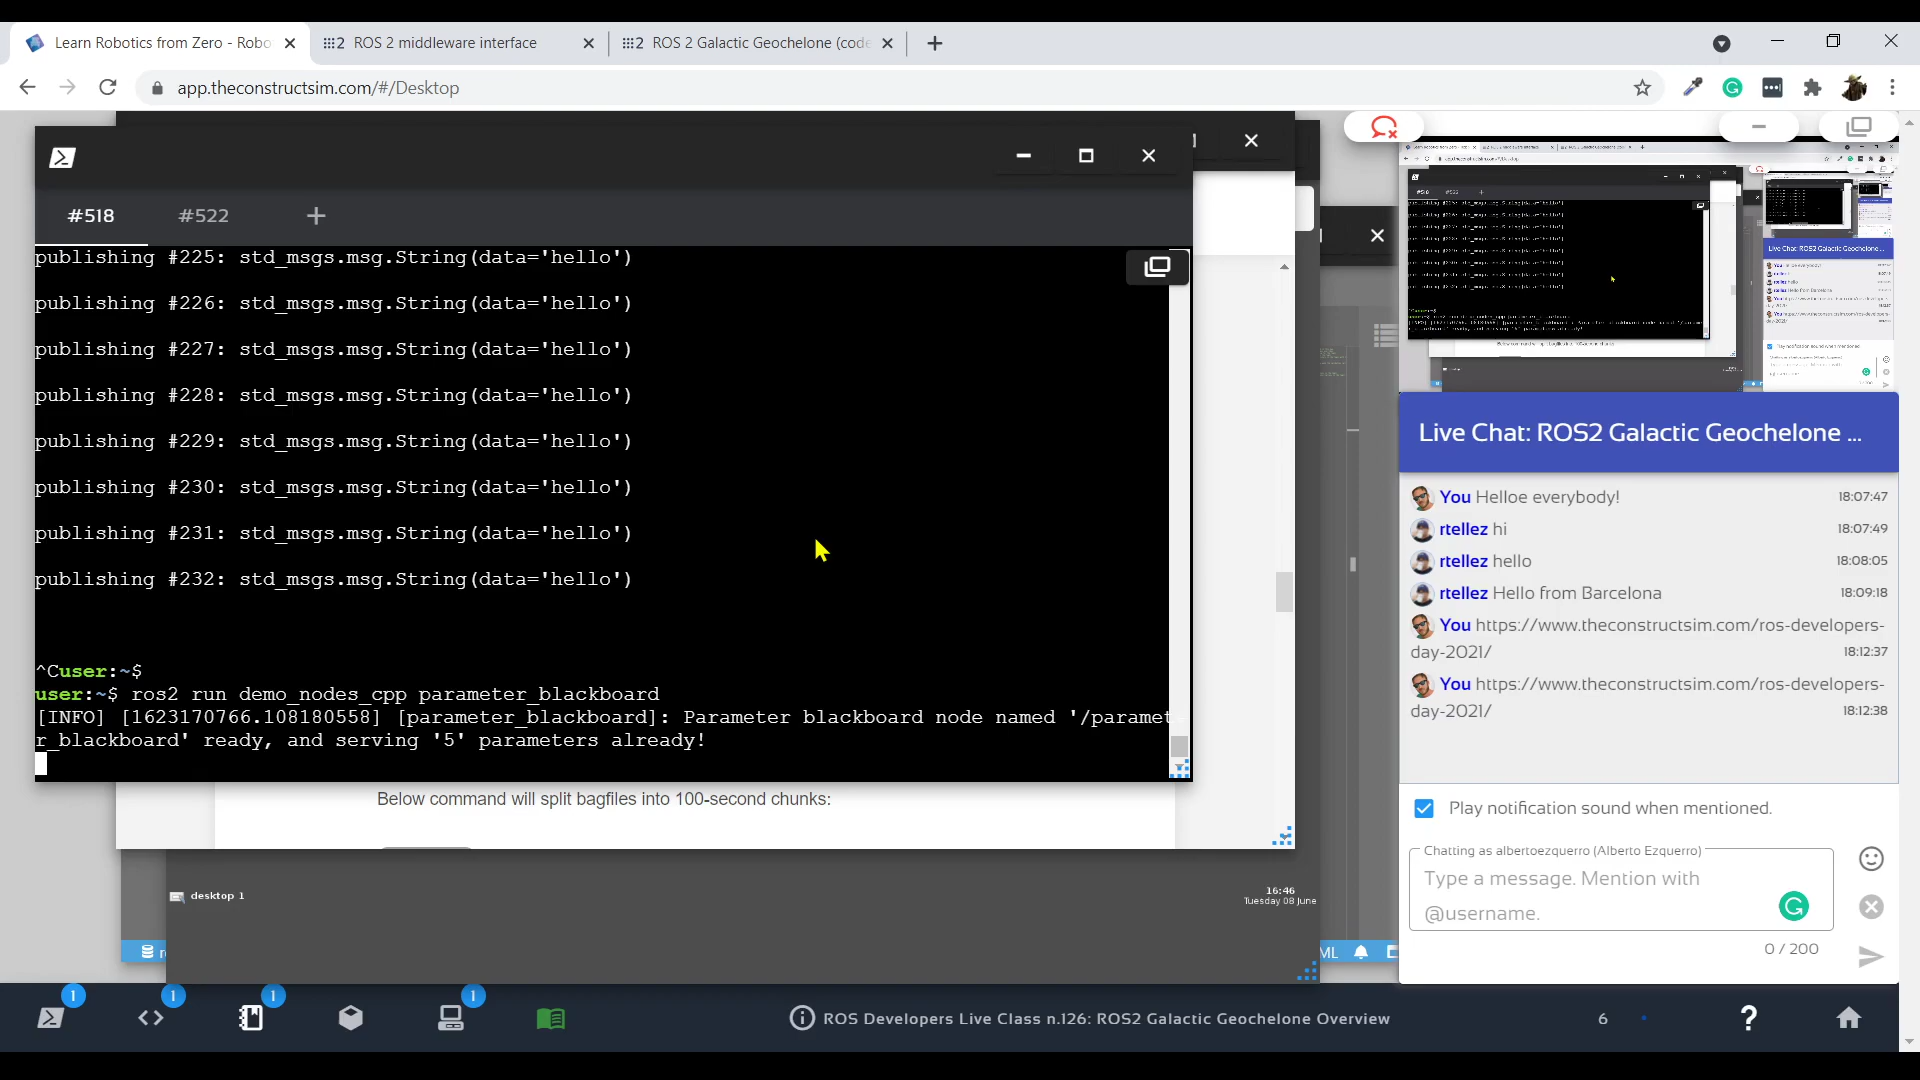 Learn Robotics from Zero - Robo
ROS 2 middleware interface
ROS 2 Galactic Geochelone (code
app.theconstructsim.com/#/Desktop
#518
#522
publishing #225: std_msgs.msg.String(data='hello')
publishing #226: std_msgs.msg.String(data='hello')
publishing #227: std_msgs.msg.String(data='hello')
publishing #228: std_msgs.msg.String(data='hello')
publishing #229: std_msgs.msg.String(data='hello')
publishing #230: std_msgs.msg.String(data='hello')
publishing #231: std_msgs.msg.String(data='hello')
publishing #232: std_msgs.msg.String(data='hello')
^Cuser:~$
user:~$ ros2 run demo_nodes_cpp parameter_blackboard
[INFO] [1623170766.108180558] [parameter_blackboard]: Parameter blackboard node named '/paramete
r_blackboard' ready, and serving '5' parameters already!
Below command will split bagfiles into 100-second chunks:
desktop 1
16:46
Tuesday 08 June
ML
Live Chat: ROS2 Galactic Geochelone ...
You Helloe everybody! 18:07:47
rtellez hi 18:07:49
rtellez hello 18:08:05
rtellez Hello from Barcelona 18:09:18
You https://www.theconstructsim.com/ros-developers-
day-2021/ 18:12:37
You https://www.theconstructsim.com/ros-developers-
day-2021/ 18:12:38
Play notification sound when mentioned.
Chatting as albertoezquerro (Alberto Ezquerro)
Type a message. Mention with
@username.
0 / 200
1
1
1
1
ROS Developers Live Class n.126: ROS2 Galactic Geochelone Overview
6
?